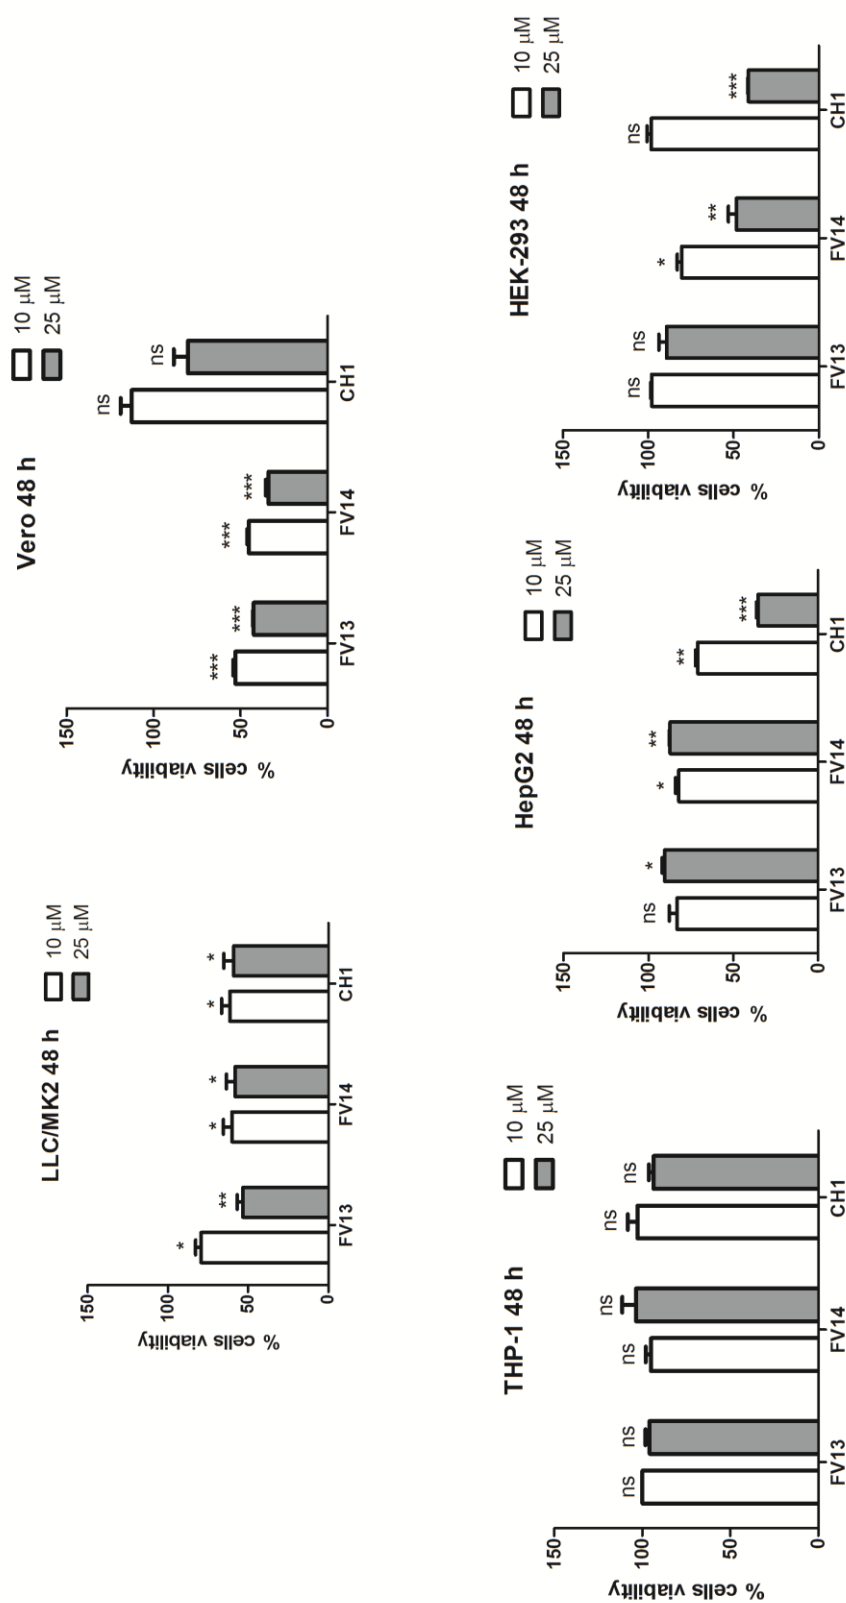 LLC/MK2 48 h
10 μM
25 μM
% cells viability
150
100
50
0
* ** * * * *
FV13 FV14 CH1
Vero 48 h
10 μM
25 μM
% cells viability
150
100
50
0
*** *** *** *** ns ns
FV13 FV14 CH1
THP-1 48 h
10 μM
25 μM
% cells viability
150
100
50
0
ns ns ns ns ns ns
FV13 FV14 CH1
HepG2 48 h
10 μM
25 μM
% cells viability
150
100
50
0
ns * * ** ** ***
FV13 FV14 CH1
HEK-293 48 h
10 μM
25 μM
% cells viability
150
100
50
0
ns ns * ** ns ***
FV13 FV14 CH1